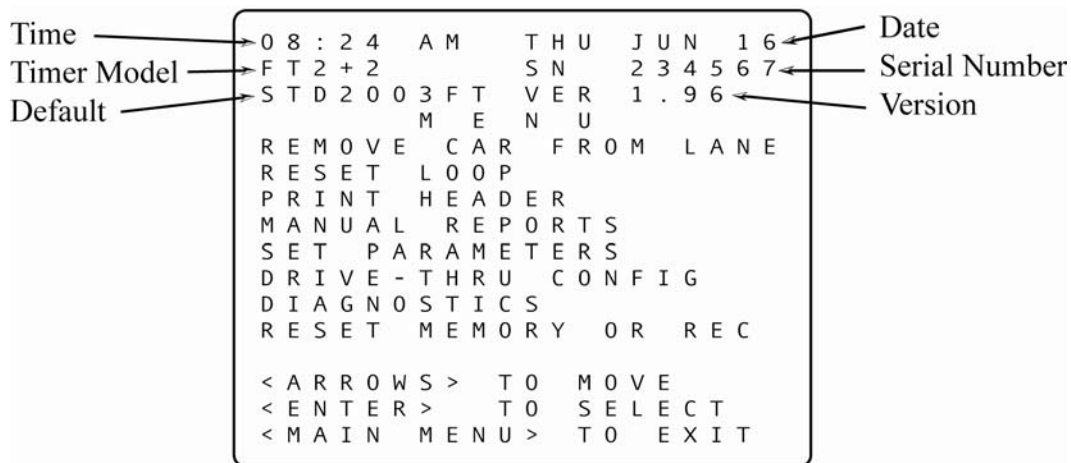 Time
Timer Model
Default
08:24 AM THU JUN 16
FT2+2 SN 234567
STD2003FT VER 1.96
MENU
REMOVE CAR FROM LANE
RESET LOOP
PRINT HEADER
MANUAL REPORTS
SET PARAMETERS
DRIVE-THRU CONFIG
DIAGNOSTICS
RESET MEMORY OR REC
<ARROWS> TO MOVE
<ENTER> TO SELECT
<MAIN MENU> TO EXIT
Date
Serial Number
Version